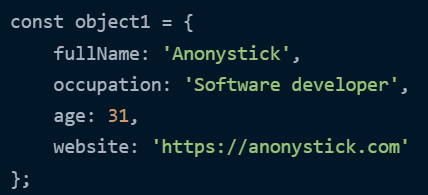 const object1 = {
    fullName: 'Anonystick',
    occupation: 'Software developer',
    age: 31,
    website: 'https://anonystick.com'
};